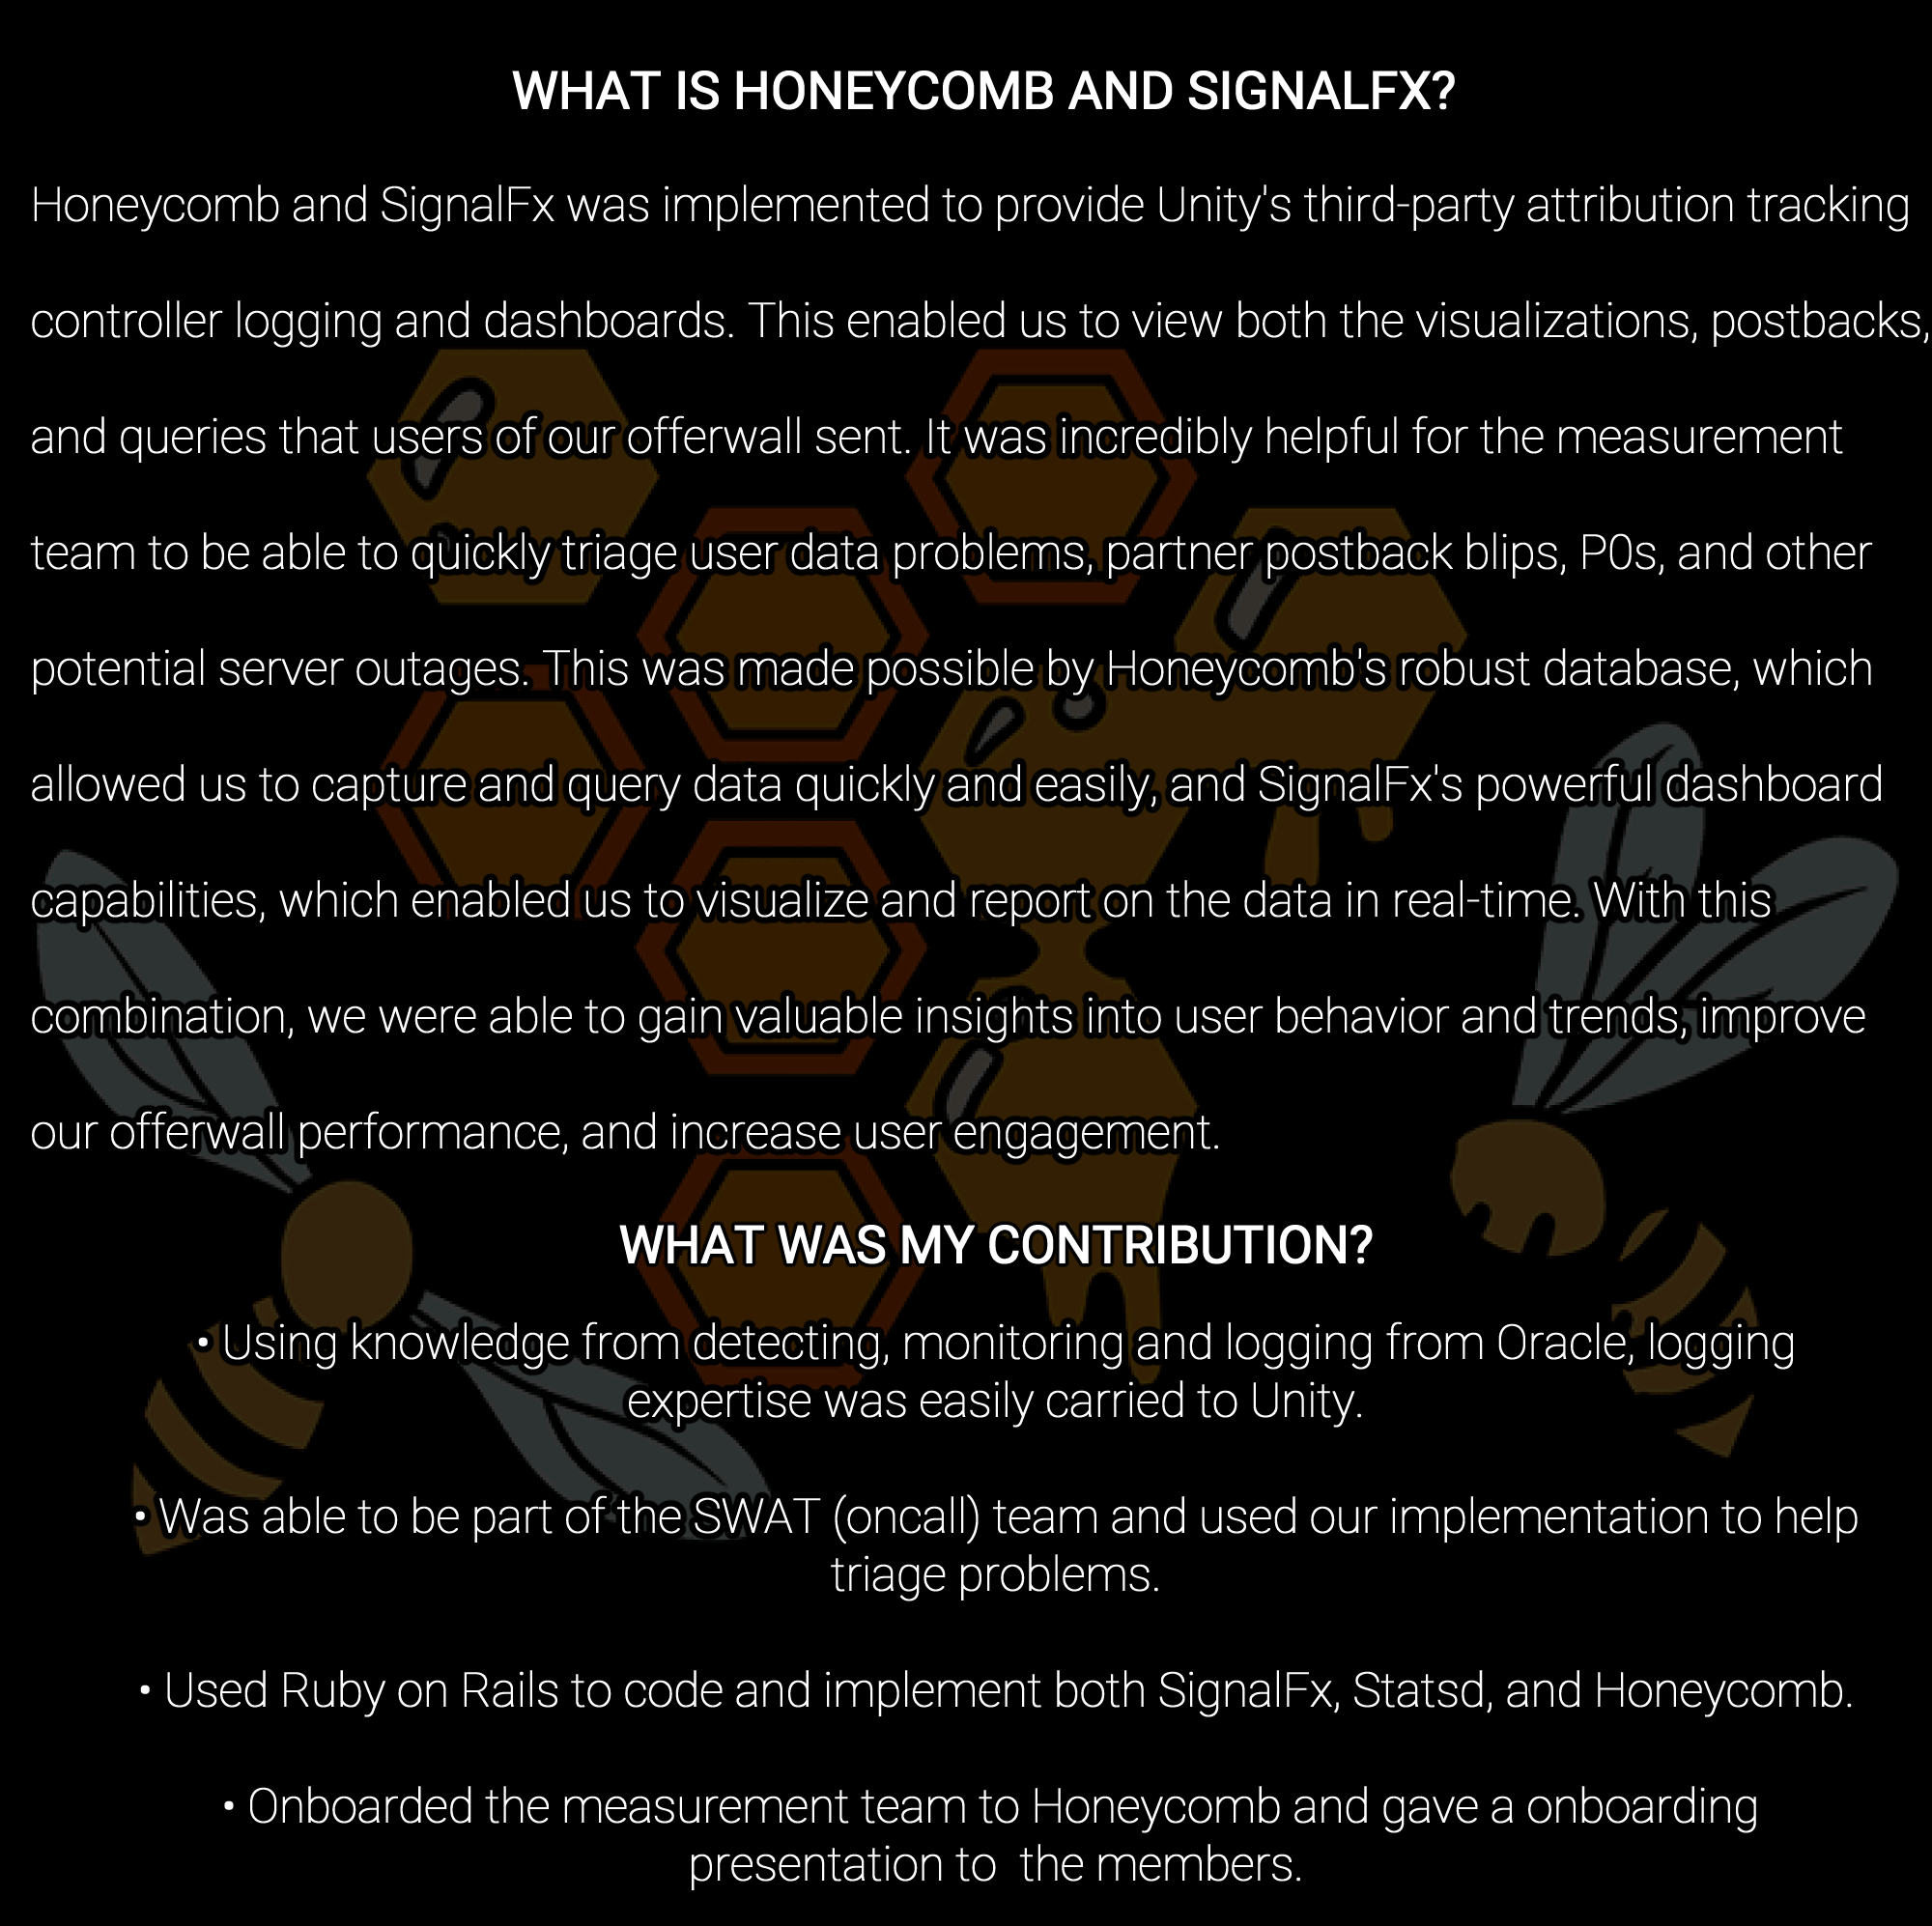 WHAT IS HONEYCOMB AND SIGNALFX?
Honeycomb and SignalFx was implemented to provide Unity's third-party attribution tracking
controller logging and dashboards. This enabled us to view both the visualizations, postbacks,
and queries that users of our offerwall sent. It was incredibly helpful for the measurement
team to be able to quickly triage user data problems, partner postback blips, P0s, and other
potential server outages. This was made possible by Honeycomb's robust database, which
allowed us to capture and query data quickly and easily, and SignalFx's powerful dashboard
capabilities, which enabled us to visualize and report on the data in real-time. With this
combination, we were able to gain valuable insights into user behavior and trends, improve
our offerwall performance, and increase user engagement.
WHAT WAS MY CONTRIBUTION?
• Using knowledge from detecting, monitoring and logging from Oracle, logging
expertise was easily carried to Unity.
• Was able to be part of the SWAT (oncall) team and used our implementation to help
triage problems.
• Used Ruby on Rails to code and implement both SignalFx, Statsd, and Honeycomb.
• Onboarded the measurement team to Honeycomb and gave a onboarding
presentation to  the members.